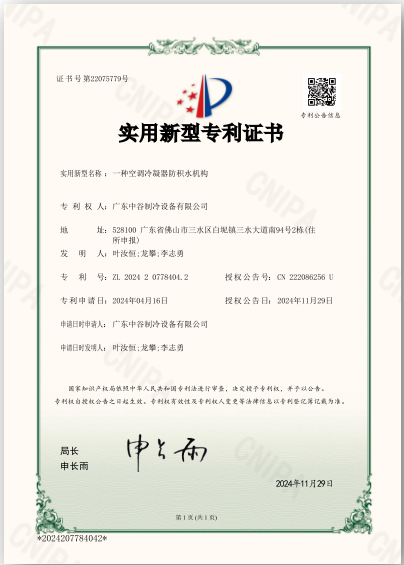 证书号第22075779号
专利公告信息
实用新型专利证书
实用新型名称：一种空调冷凝器防积水机构
专利权人：广东中谷制冷设备有限公司
地址：528100 广东省佛山市三水区白坭镇三水大道南94号2栋(住
所申报)
发明人：叶汝恒;龙攀;李志勇
专利号：ZL 2024 2 0778404.2 授权公告号：CN 222086256 U
专利申请日：2024年04月16日 授权公告日：2024年11月29日
申请日时申请人：广东中谷制冷设备有限公司
申请日时发明人：叶汝恒;龙攀;李志勇
国家知识产权局依照中华人民共和国专利法进行审查，决定授予专利权，并予以公告。
专利权自授权公告之日起生效。专利权有效性及专利权人变更等法律信息以专利登记簿记载为准。
局长
申长雨
申长雨
2024年11月29日
第 1 页 (共 1 页)
*2024207784042*
CNIPA